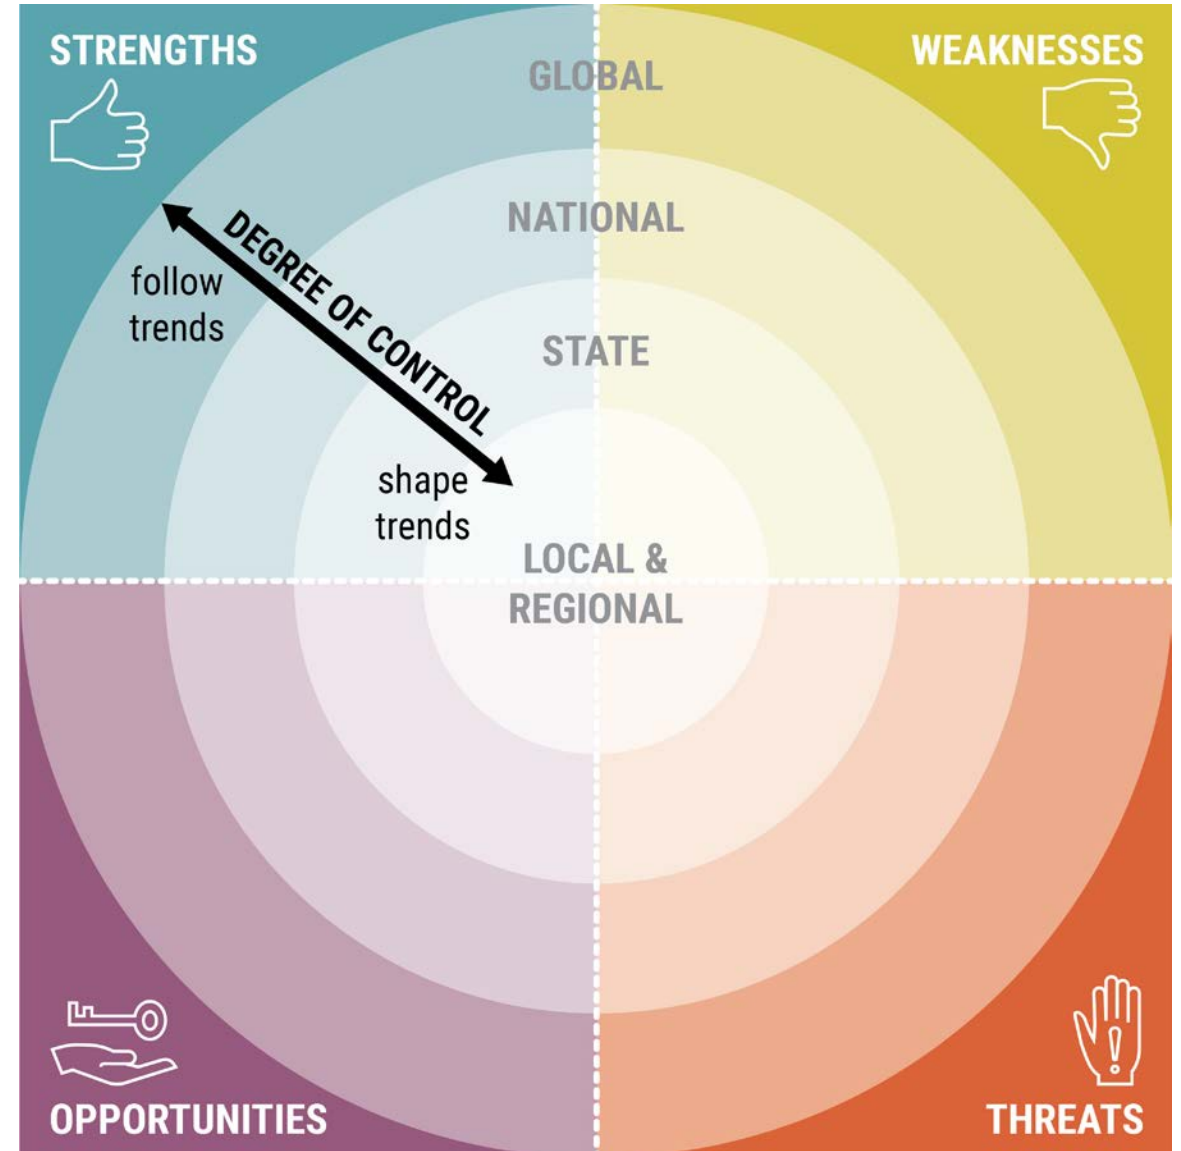 STRENGTHS
WEAKNESSES
GLOBAL
NATIONAL
DEGREE OF CONTROL
follow
trends
STATE
shape
trends
LOCAL &
REGIONAL
OPPORTUNITIES
THREATS